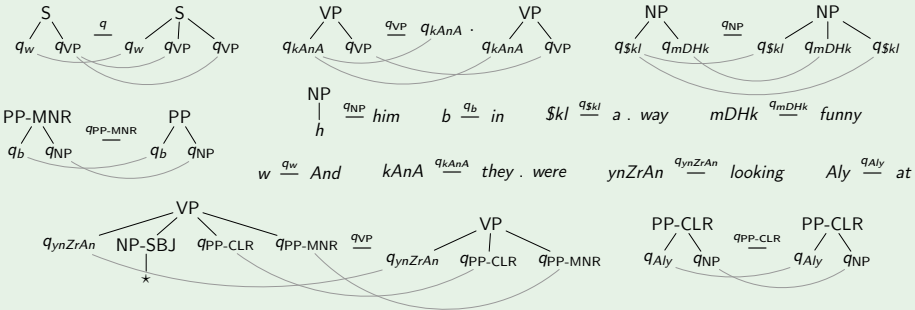 S S VP VP NP NP
q_w q_VP —q q_w q_VP q_VP q_kAnA q_VP —q_VP q_kAnA · q_kAnA q_VP q_$kl q_mDHk —q_NP q_$kl q_mDHk q_$kl
PP-MNR PP NP
q_b q_NP —q_PP-MNR q_b q_NP h —q_NP him b —q_b in $kl —q_$kl a . way mDHk —q_mDHk funny
w —q_w And kAnA —q_kAnA they . were ynZrAn —q_ynZrAn looking Aly —q_Aly at
VP VP PP-CLR PP-CLR
q_ynZrAn NP-SBJ q_PP-CLR q_PP-MNR —q_VP q_ynZrAn q_PP-CLR q_PP-MNR q_Aly q_NP —q_PP-CLR q_Aly q_NP
⋆